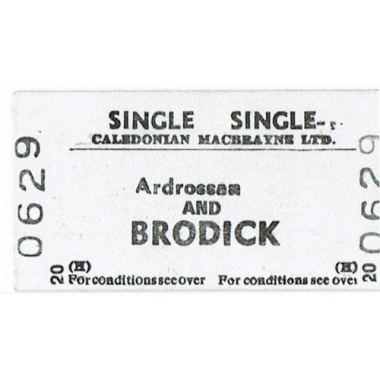 SINGLE SINGLE
CALEDONIAN MACBRAYNE LTD.
Ardrossan
AND
BRODICK
(H) (H)
For conditions see over For conditions see over
0629
20
0629
20